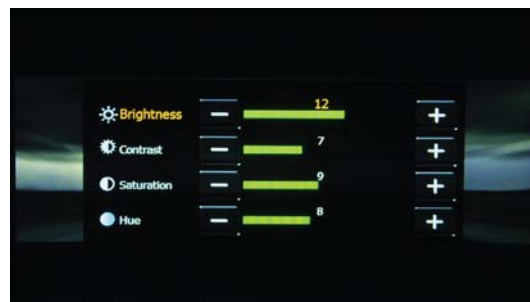 Brightness − 12 +
Contrast − 7 +
Saturation − 9 +
Hue − 8 +